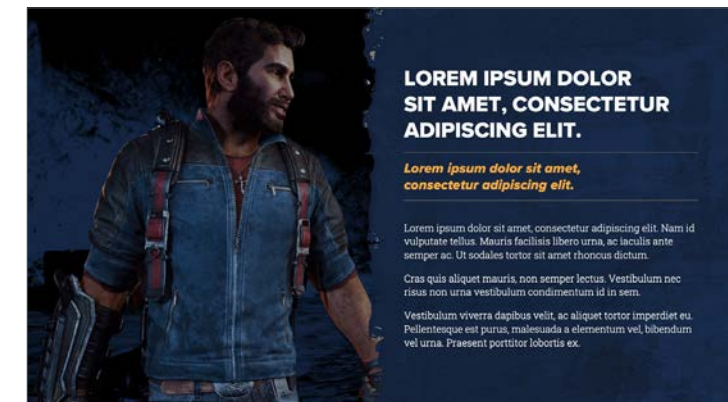 LOREM IPSUM DOLOR
SIT AMET, CONSECTETUR
ADIPISCING ELIT.
Lorem ipsum dolor sit amet,
consectetur adipiscing elit.
Lorem ipsum dolor sit amet, consectetur adipiscing elit. Nam id
vulputate tellus. Mauris facilisis libero urna, ac iaculis ante
semper ac. Ut sodales tortor sit amet rhoncus dictum.
Cras quis aliquet mauris, non semper lectus. Vestibulum nec
risus non urna vestibulum condimentum id in sem.
Vestibulum viverra dapibus velit, ac aliquet tortor imperdiet eu.
Pellentesque est purus, malesuada a elementum vel, bibendum
vel urna. Praesent porttitor lobortis ex.